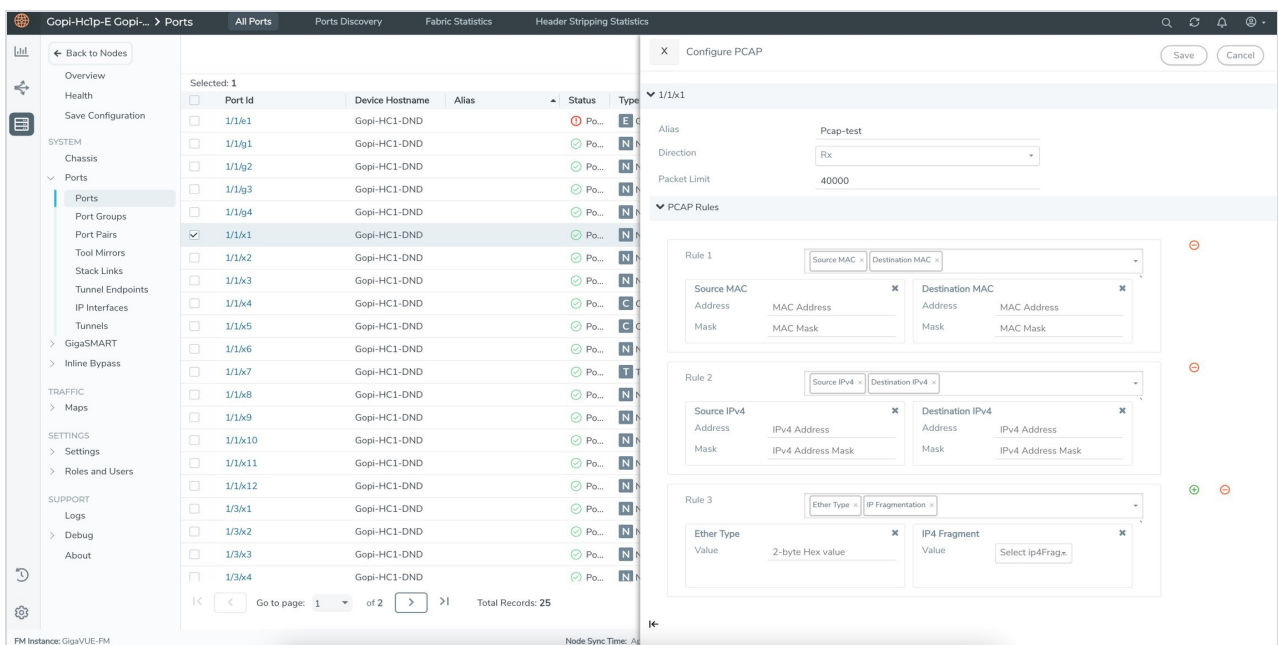 Gopi-Hc1p-E Gopi-... > Ports All Ports Ports Discovery Fabric Statistics Header Stripping Statistics
← Back to Nodes
Overview
Health
Save Configuration
SYSTEM
Chassis
Ports
Ports
Port Groups
Port Pairs
Tool Mirrors
Stack Links
Tunnel Endpoints
IP Interfaces
Tunnels
GigaSMART
Inline Bypass
TRAFFIC
Maps
SETTINGS
Settings
Roles and Users
SUPPORT
Logs
Debug
About
Selected: 1
Port Id Device Hostname Alias Status Type
1/1/e1 Gopi-HC1-DND Po... E
1/1/g1 Gopi-HC1-DND Po... N
1/1/g2 Gopi-HC1-DND Po... N
1/1/g3 Gopi-HC1-DND Po... N
1/1/g4 Gopi-HC1-DND Po... N
1/1/x1 Gopi-HC1-DND Po... N
1/1/x2 Gopi-HC1-DND Po... N
1/1/x3 Gopi-HC1-DND Po... N
1/1/x4 Gopi-HC1-DND Po... C
1/1/x5 Gopi-HC1-DND Po... C
1/1/x6 Gopi-HC1-DND Po... N
1/1/x7 Gopi-HC1-DND Po... T
1/1/x8 Gopi-HC1-DND Po... N
1/1/x9 Gopi-HC1-DND Po... N
1/1/x10 Gopi-HC1-DND Po... N
1/1/x11 Gopi-HC1-DND Po... N
1/1/x12 Gopi-HC1-DND Po... N
1/3/x1 Gopi-HC1-DND Po... N
1/3/x2 Gopi-HC1-DND Po... N
1/3/x3 Gopi-HC1-DND Po... N
1/3/x4 Gopi-HC1-DND Po... N
Go to page: 1 of 2 Total Records: 25
X Configure PCAP Save Cancel
1/1/x1
Alias Pcap-test
Direction Rx
Packet Limit 40000
PCAP Rules
Rule 1 Source MAC × Destination MAC ×
Source MAC Destination MAC
Address MAC Address Address MAC Address
Mask MAC Mask Mask MAC Mask
Rule 2 Source IPv4 × Destination IPv4 ×
Source IPv4 Destination IPv4
Address IPv4 Address Address IPv4 Address
Mask IPv4 Address Mask Mask IPv4 Address Mask
Rule 3 Ether Type × IP Fragmentation ×
Ether Type IP4 Fragment
Value 2-byte Hex value Value Select ip4Frag
FM Instance: GigaVUE-FM Node Sync Time: